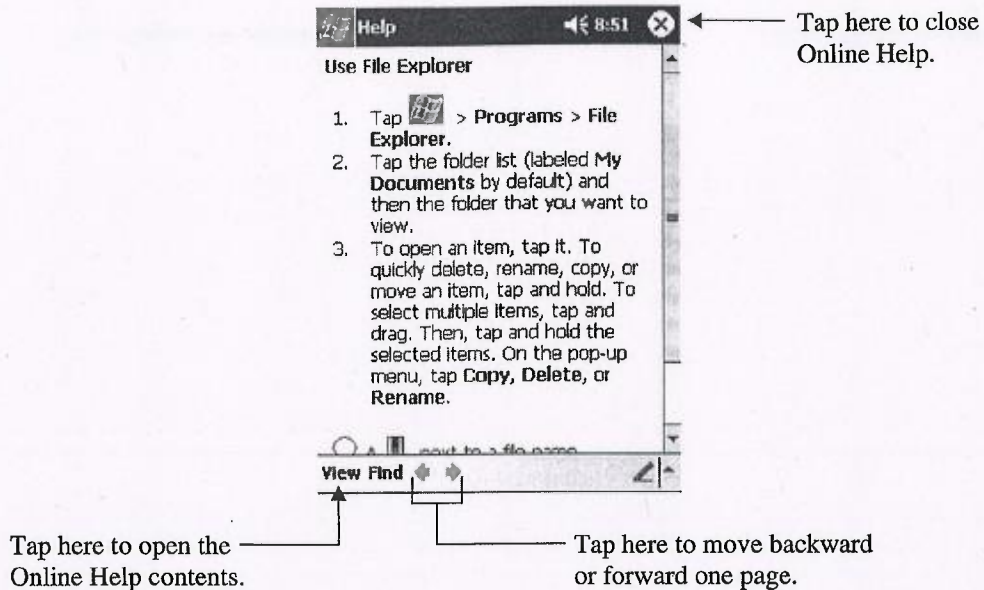 Help 8:51
Tap here to close
Online Help.
Use File Explorer
1. Tap > Programs > File
Explorer.
2. Tap the folder list (labeled My
Documents by default) and
then the folder that you want to
view.
3. To open an item, tap it. To
quickly delete, rename, copy, or
move an item, tap and hold. To
select multiple items, tap and
drag. Then, tap and hold the
selected items. On the pop-up
menu, tap Copy, Delete, or
Rename.
A next to a file name
View Find
Tap here to open the
Online Help contents.
Tap here to move backward
or forward one page.